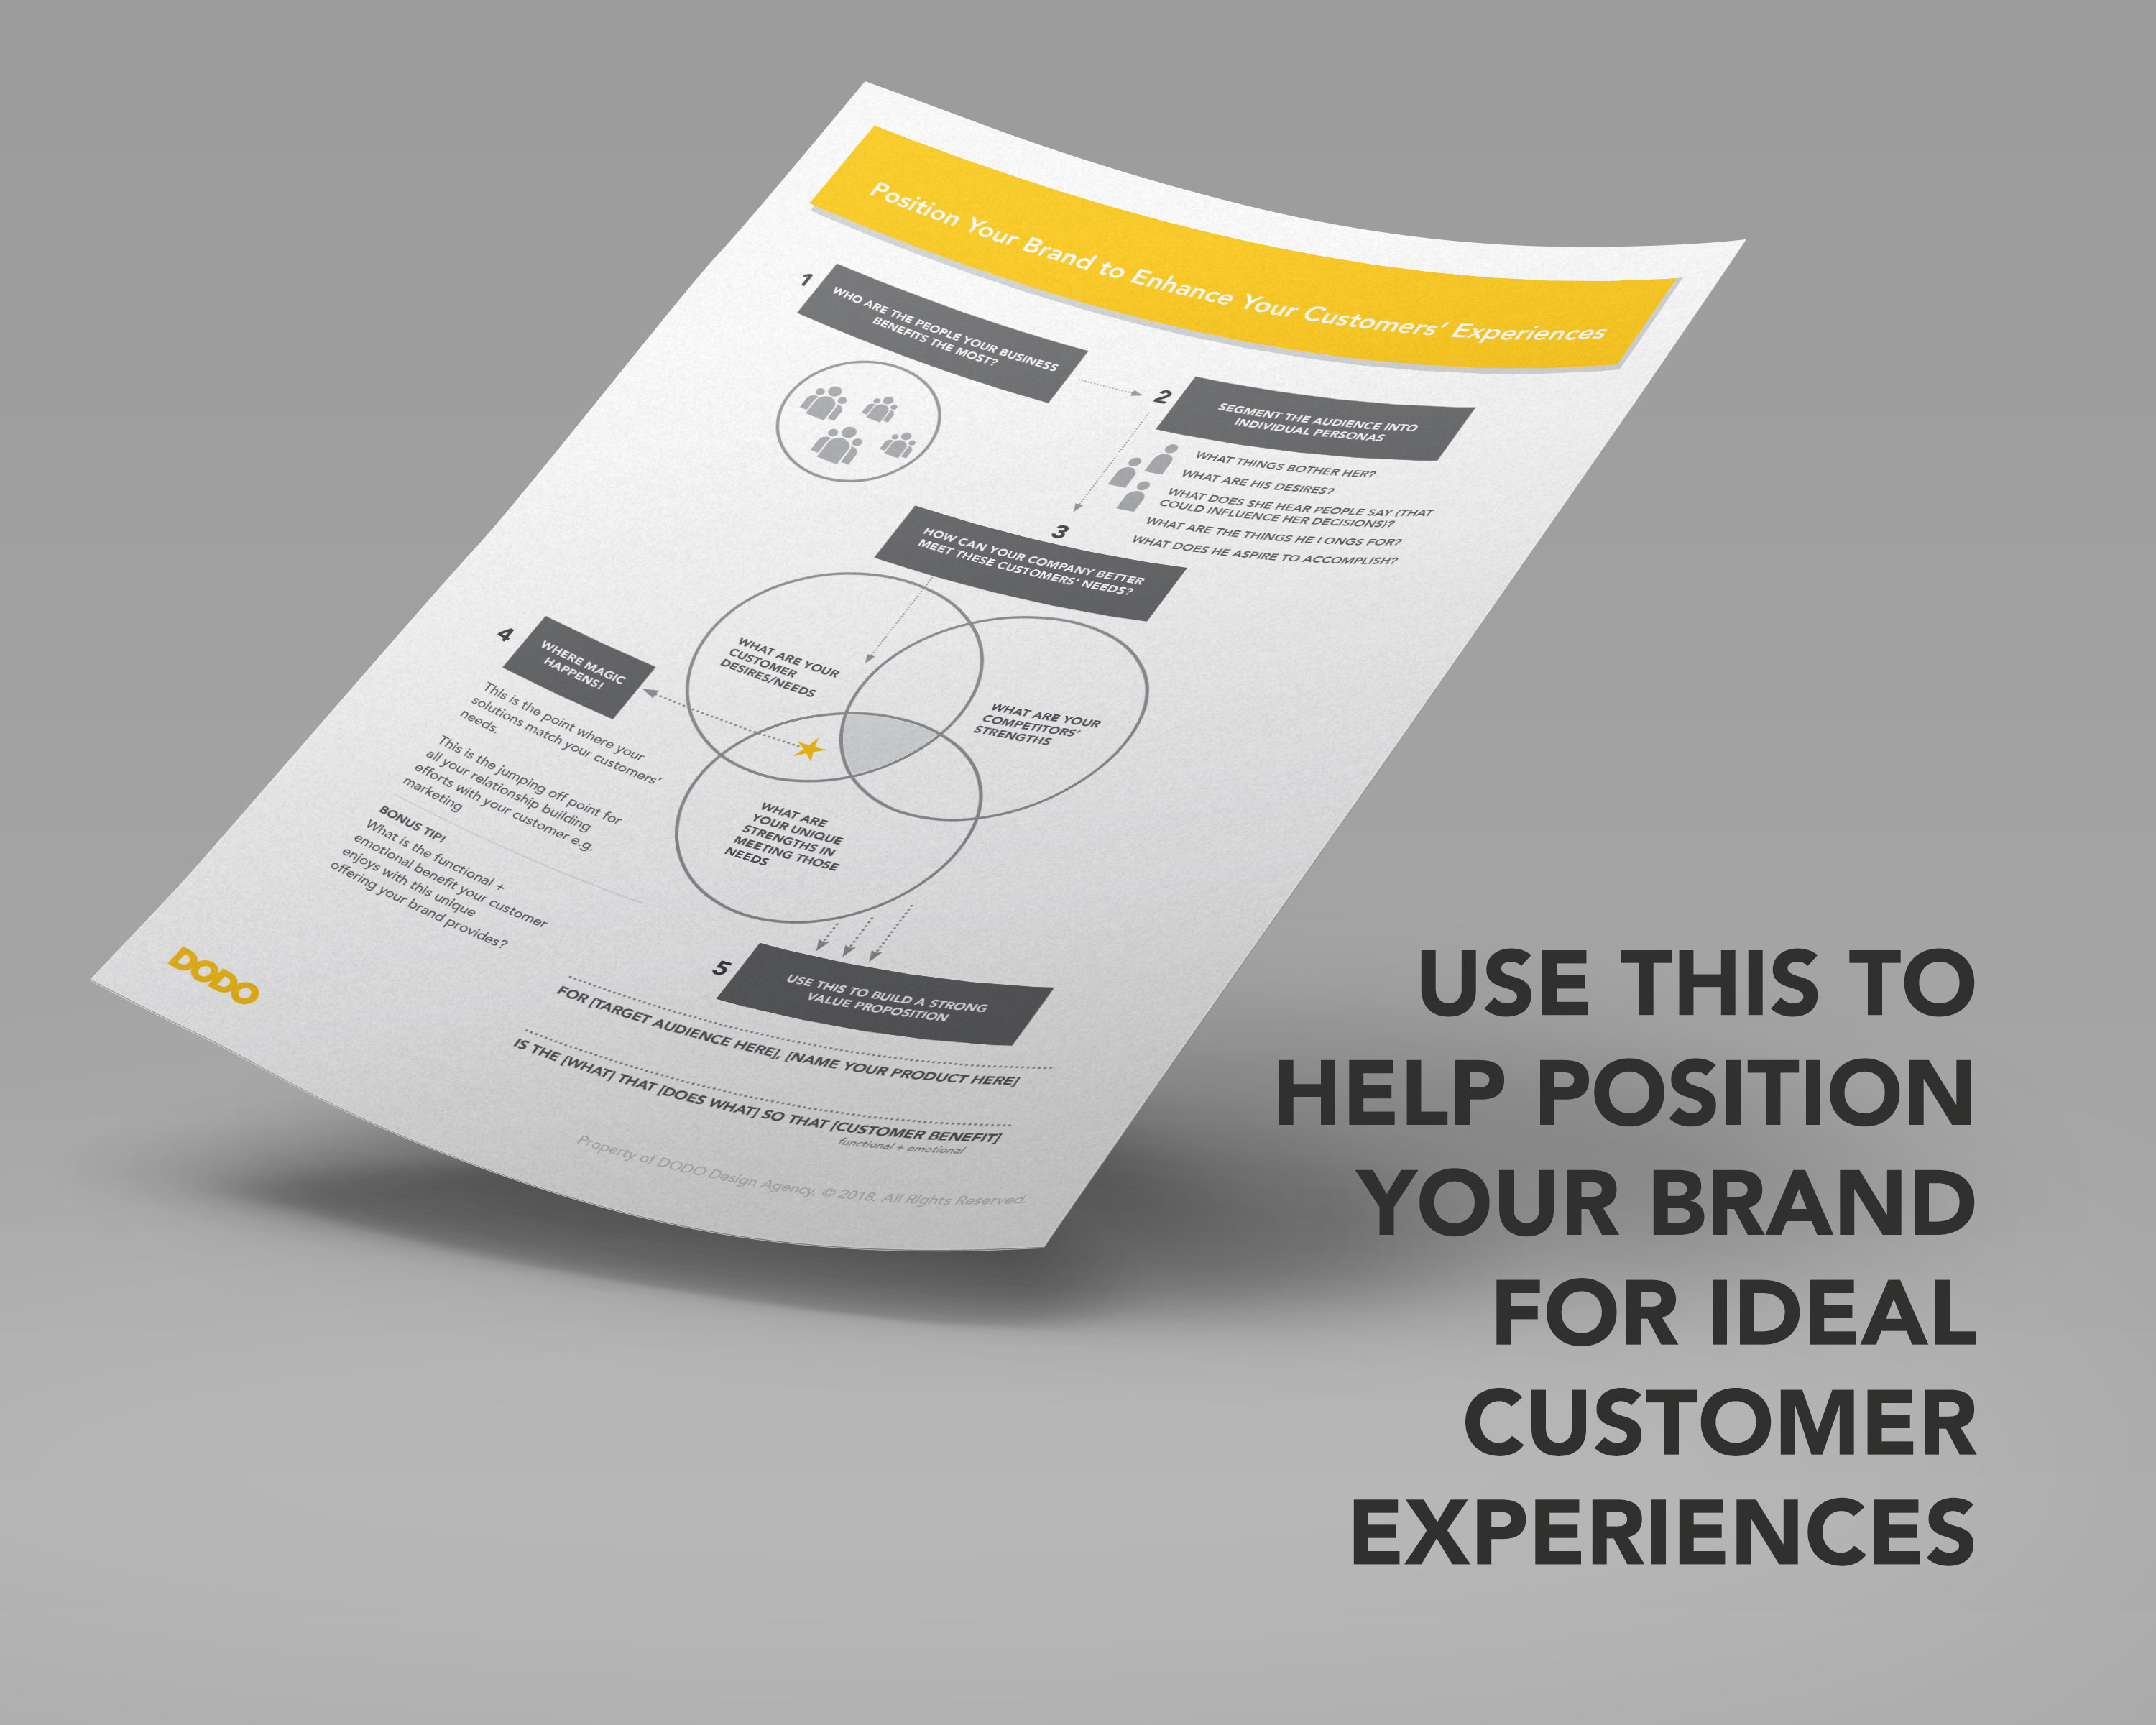 Position Your Brand to Enhance Your Customers' Experiences
1
WHO ARE THE PEOPLE YOUR BUSINESS
BENEFITS THE MOST?
2
SEGMENT THE AUDIENCE INTO
INDIVIDUAL PERSONAS
WHAT THINGS BOTHER HER?
WHAT ARE HIS DESIRES?
WHAT DOES SHE HEAR PEOPLE SAY (THAT
COULD INFLUENCE HER DECISIONS)?
WHAT ARE THE THINGS HE LONGS FOR?
WHAT DOES HE ASPIRE TO ACCOMPLISH?
3
HOW CAN YOUR COMPANY BETTER
MEET THESE CUSTOMERS' NEEDS?
WHAT ARE YOUR
CUSTOMER
DESIRES/NEEDS
WHAT ARE YOUR
COMPETITORS'
STRENGTHS
WHAT ARE
YOUR UNIQUE
STRENGTHS IN
MEETING THOSE
NEEDS
4
WHERE MAGIC
HAPPENS!
This is the point where your
solutions match your customers'
needs.
This is the jumping off point for
all your relationship building
efforts with your customer e.g.
marketing
BONUS TIP!
What is the functional +
emotional benefit your customer
enjoys with this unique
offering your brand provides?
5
USE THIS TO BUILD A STRONG
VALUE PROPOSITION
FOR [TARGET AUDIENCE HERE], [NAME YOUR PRODUCT HERE]
IS THE [WHAT] THAT [DOES WHAT] SO THAT [CUSTOMER BENEFIT]
functional + emotional
DODO
Property of DODO Design Agency. © 2018. All Rights Reserved.
USE THIS TO
HELP POSITION
YOUR BRAND
FOR IDEAL
CUSTOMER
EXPERIENCES